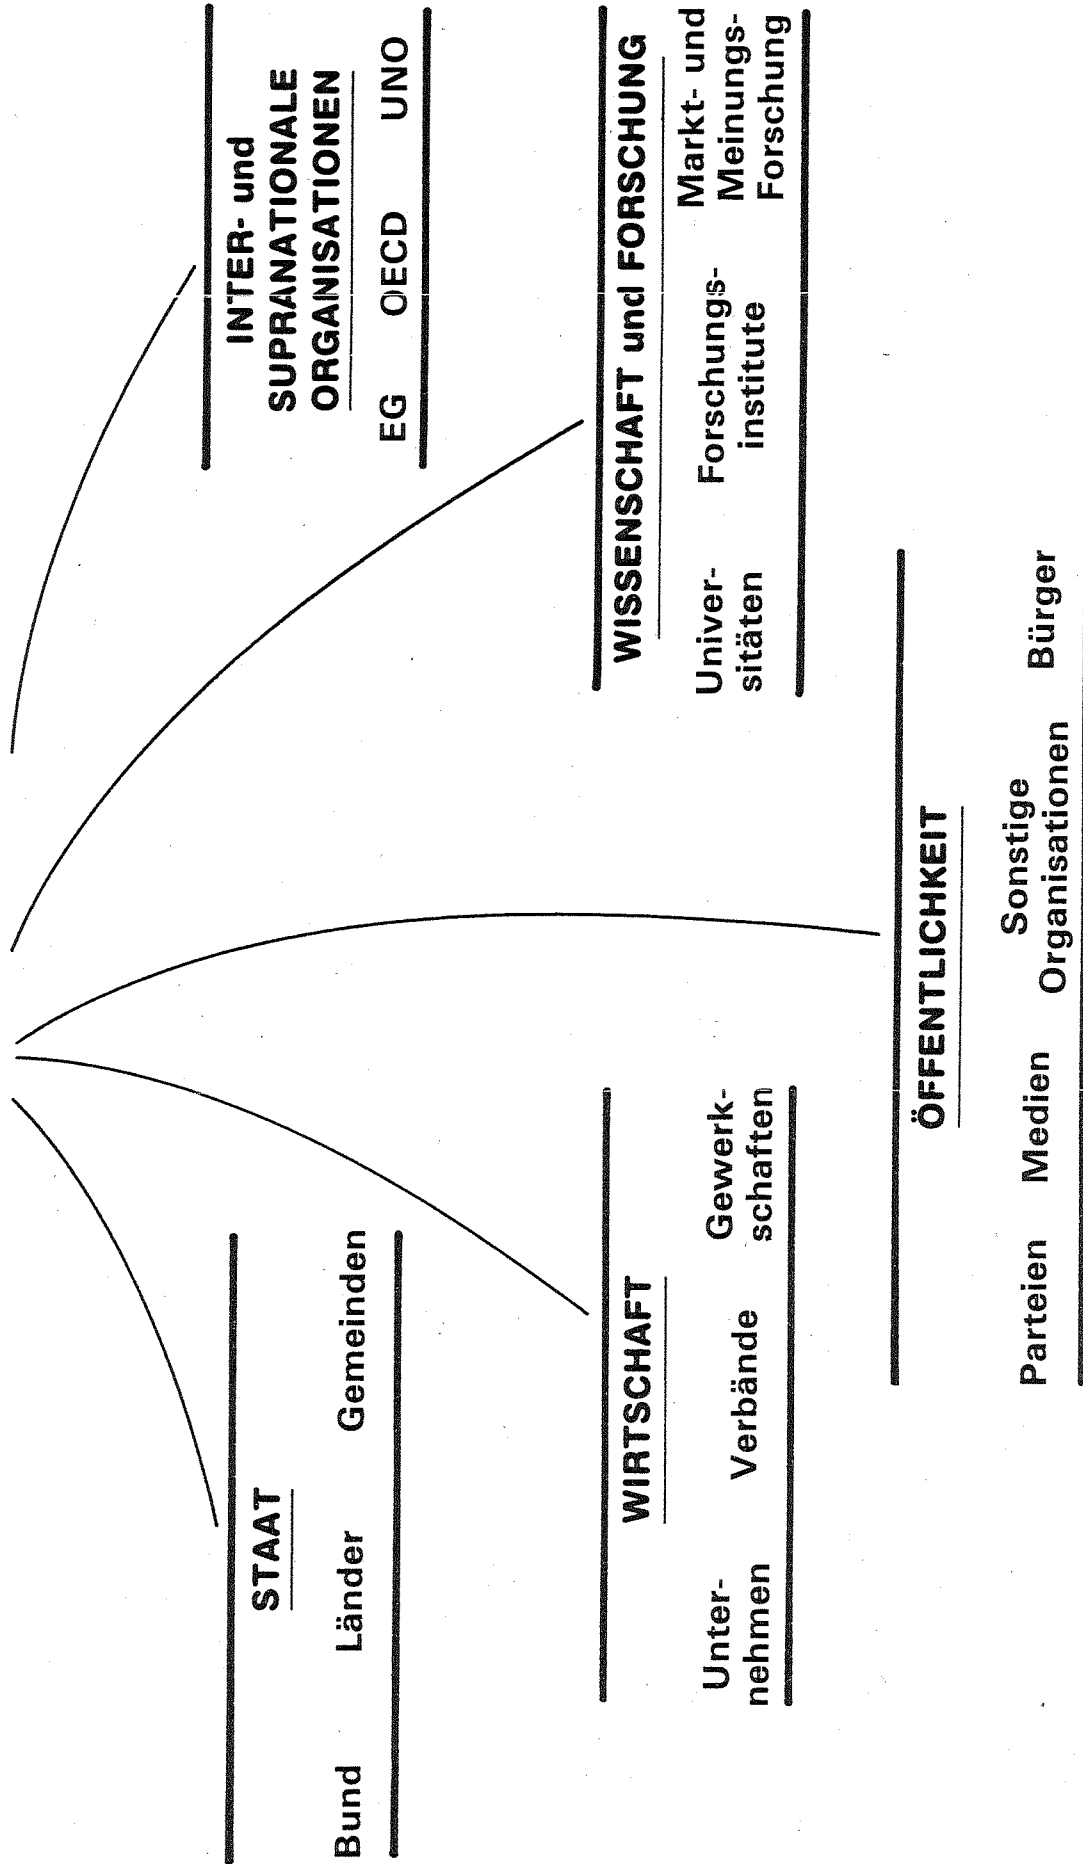 STAAT
Bund Länder Gemeinden
WIRTSCHAFT
Unter-
nehmen
Verbände
Gewerk-
schaften
ÖFFENTLICHKEIT
Parteien
Medien
Sonstige
Organisationen
Bürger
WISSENSCHAFT und FORSCHUNG
Univer-
sitäten
Forschungs-
institute
Markt- und
Meinungs-
Forschung
INTER- und
SUPRANATIONALE
ORGANISATIONEN
EG OECD UNO